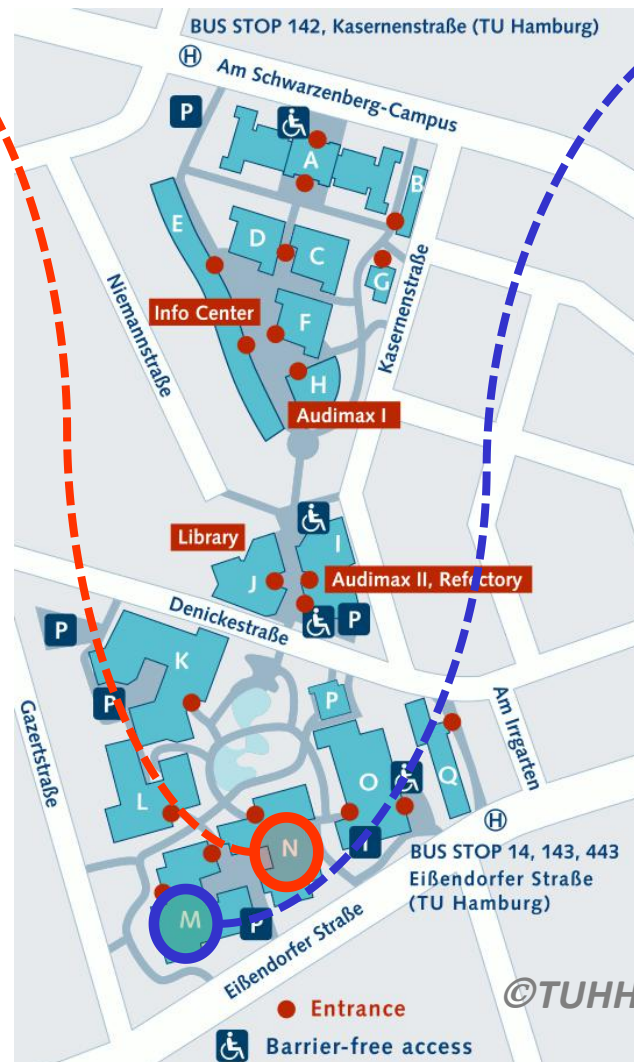 BUS STOP 142, Kasernenstraße (TU Hamburg)
H
Am Schwarzenberg-Campus
P
A
B
E
D
C
G
Niemannstraße
Info Center
F
Kasernenstraße
H
Audimax I
Library
I
J
Audimax II, Refectory
Denickestraße
P
P
K
P
P
Am Irrgarten
Gazertstraße
L
O
Q
N
H
BUS STOP 14, 143, 443
Eißendorfer Straße
(TU Hamburg)
M
P
Eißendorfer Straße
©TUHH
Entrance
Barrier-free access